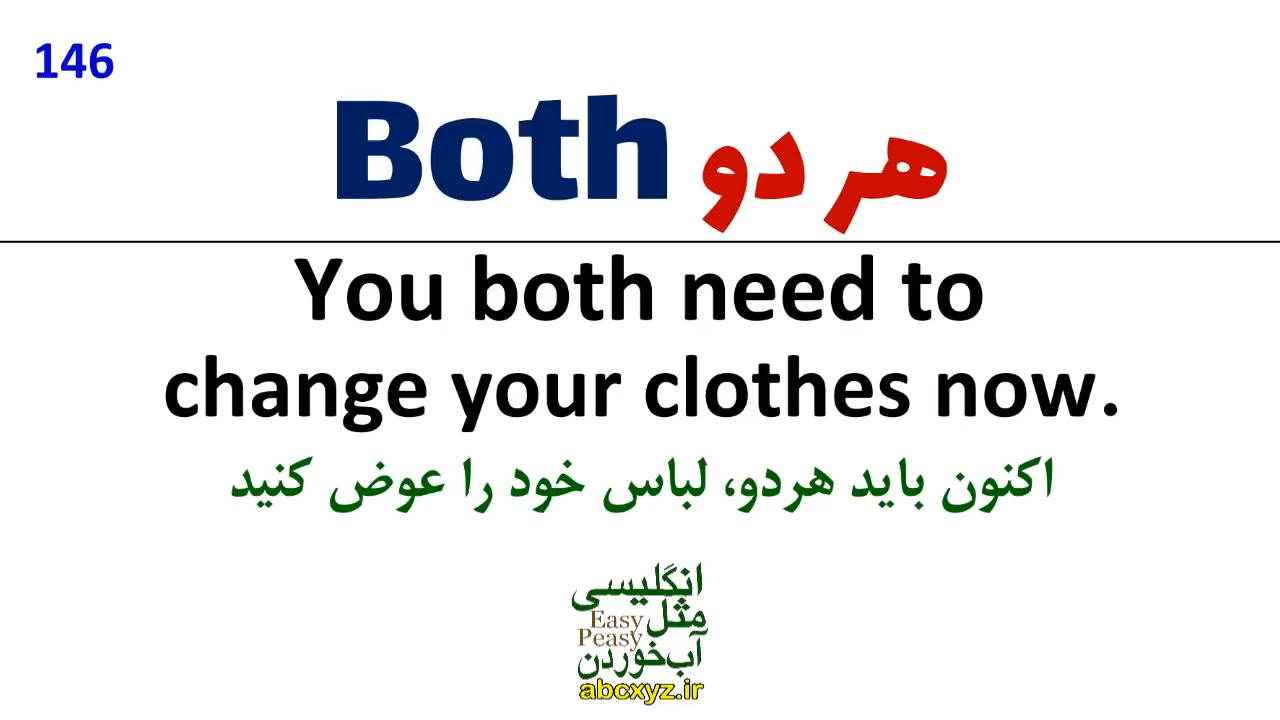 146
Both هر دو
You both need to
change your clothes now.
اکنون باید هردو، لباس خود را عوض کنید
انگلیسی
مثل Easy
Peasy
آب‌خوردن
abcxyz.ir